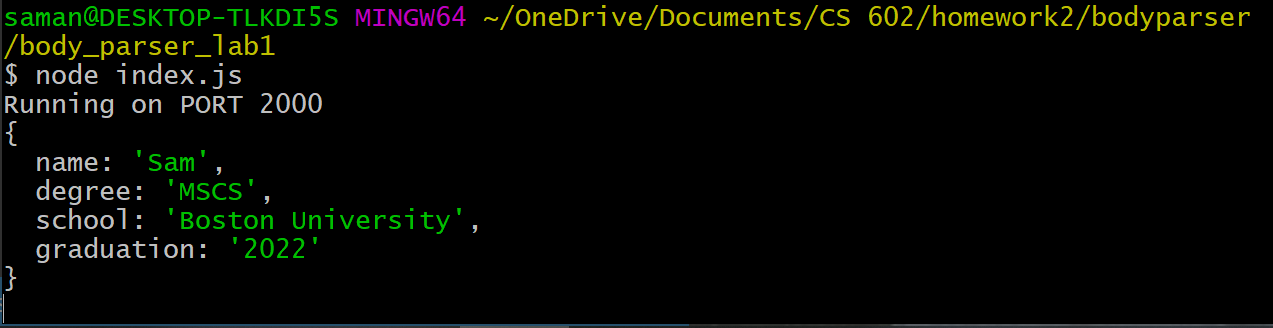 saman@DESKTOP-TLKDI5S MINGW64 ~/OneDrive/Documents/CS 602/homework2/bodyparser
/body_parser_lab1
$ node index.js
Running on PORT 2000
{
  name: 'Sam',
  degree: 'MSCS',
  school: 'Boston University',
  graduation: '2022'
}